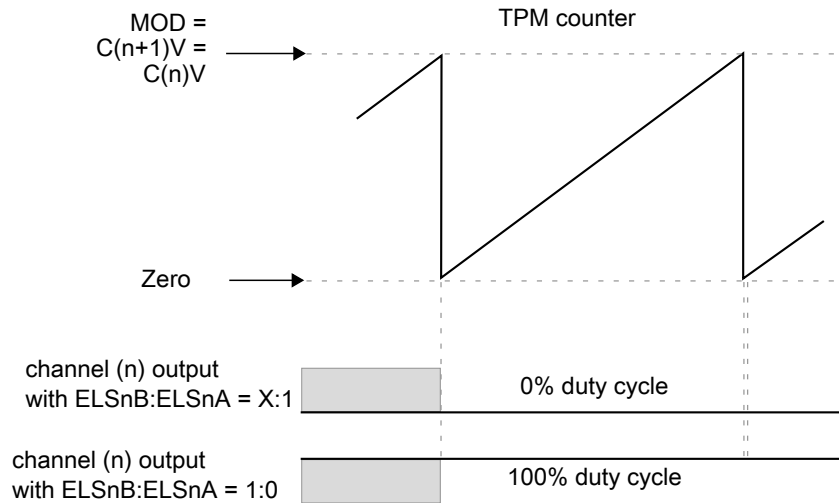 MOD =
C(n+1)V =
C(n)V
TPM counter
Zero
channel (n) output
with ELSnB:ELSnA = X:1
0% duty cycle
channel (n) output
with ELSnB:ELSnA = 1:0
100% duty cycle